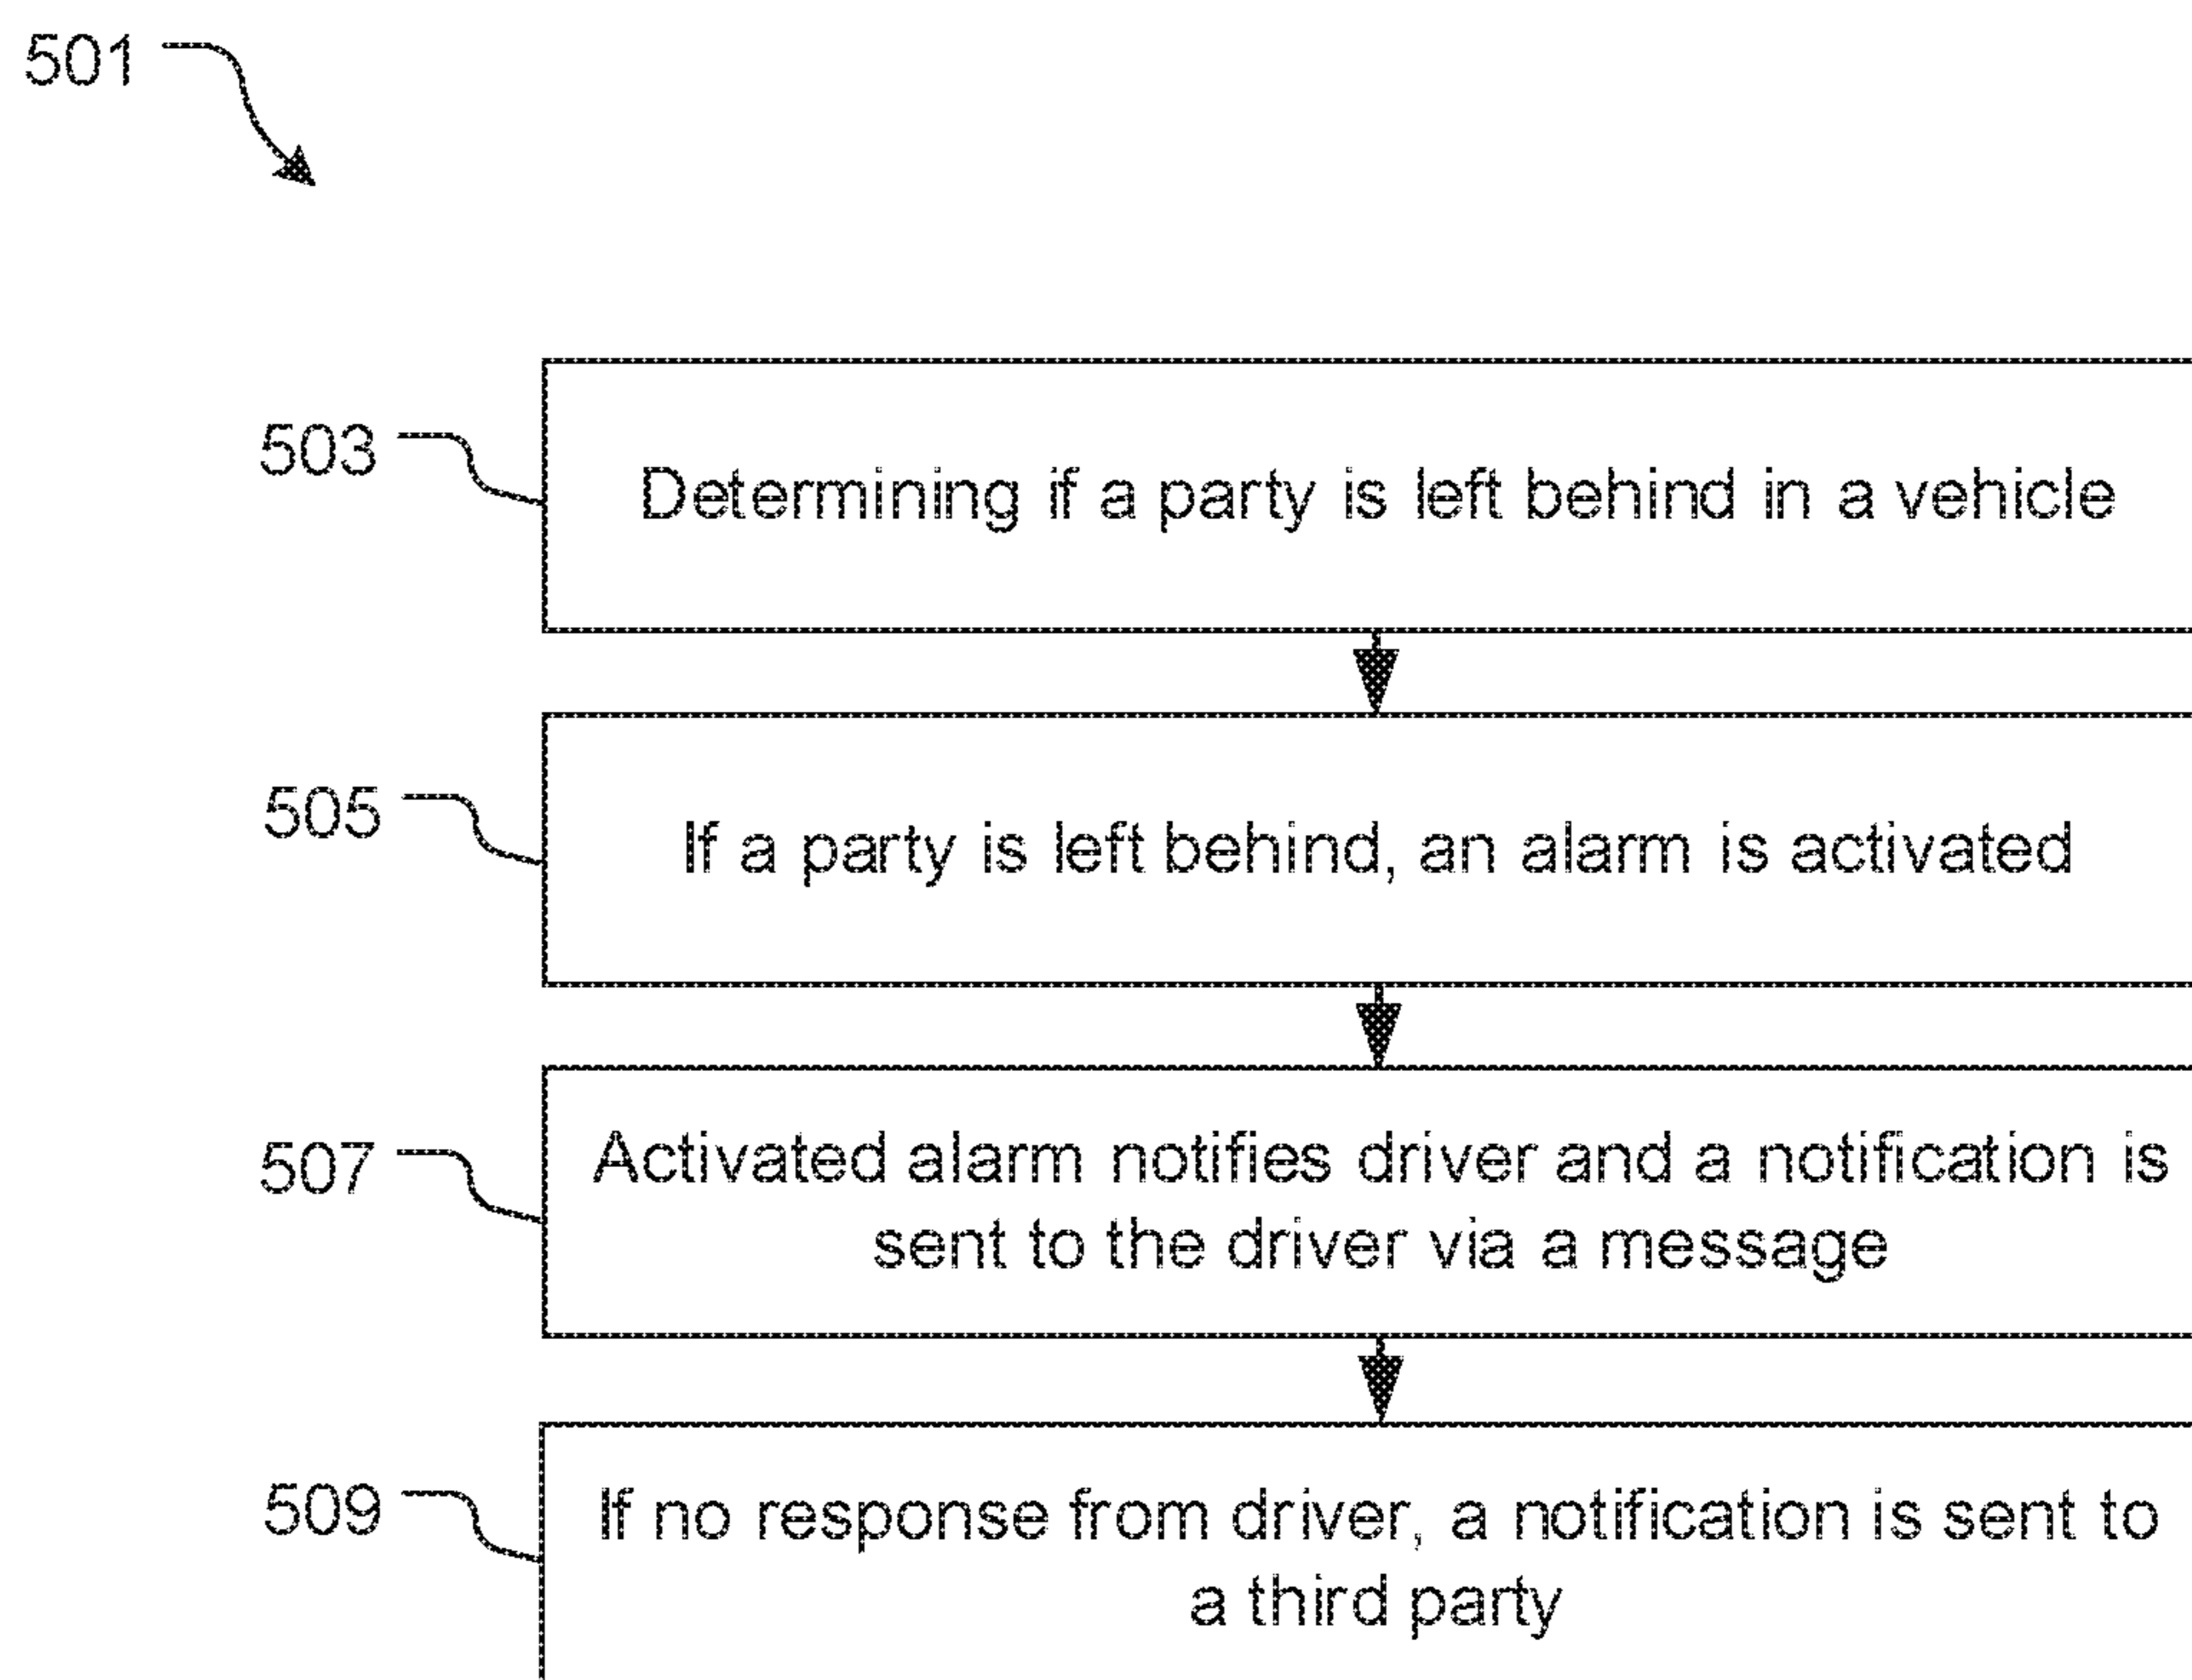 501
503
Determining if a party is left behind in a vehicle
505
If a party is left behind, an alarm is activated
507
Activated alarm notifies driver and a notification is
sent to the driver via a message
509
If no response from driver, a notification is sent to
a third party